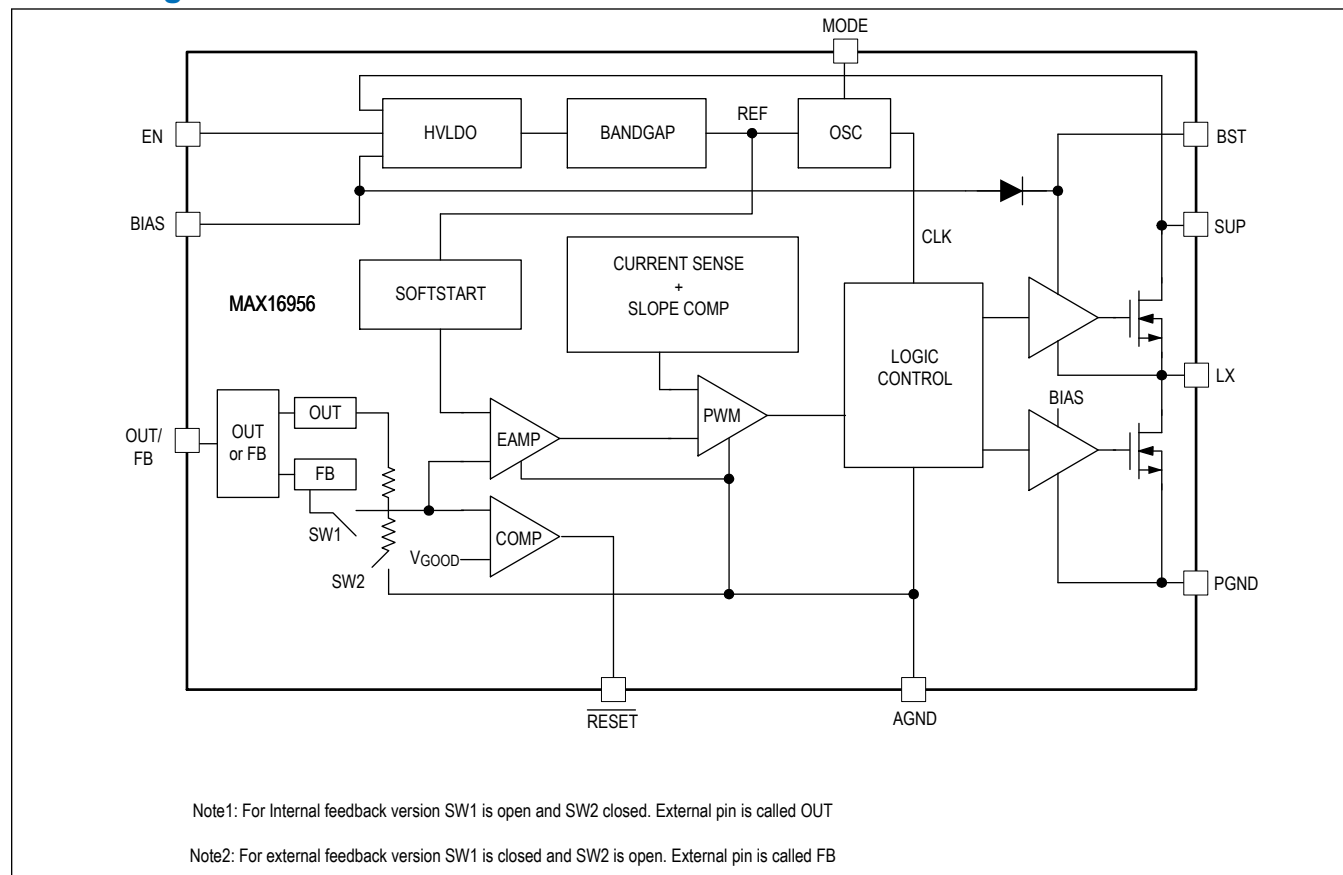 MODE
EN
HVLDO
BANDGAP
REF
OSC
BST
BIAS
CLK
SUP
MAX16956
SOFTSTART
CURRENT SENSE
+
SLOPE COMP
LOGIC
CONTROL
LX
OUT/
FB
OUT
or FB
OUT
FB
EAMP
PWM
BIAS
SW1
SW2
VGOOD
COMP
PGND
RESET
AGND
Note1: For Internal feedback version SW1 is open and SW2 closed. External pin is called OUT
Note2: For external feedback version SW1 is closed and SW2 is open. External pin is called FB